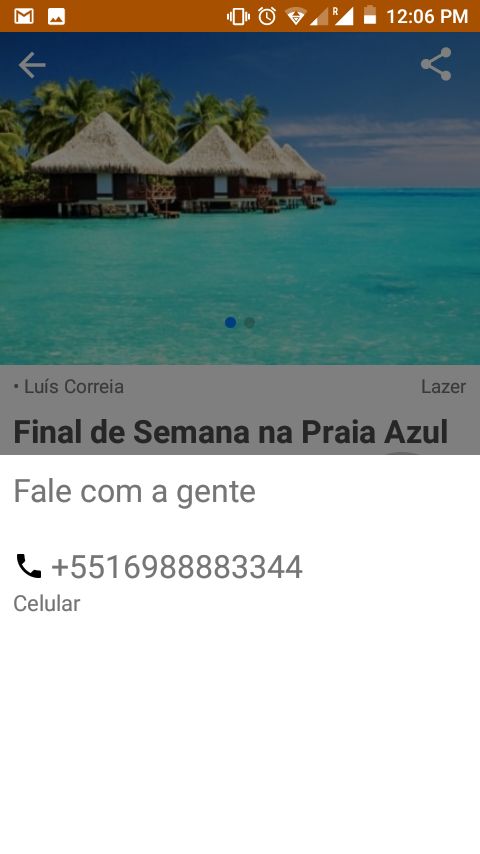 R 12:06 PM
• Luís Correia Lazer
Final de Semana na Praia Azul
Fale com a gente
+5516988883344
Celular